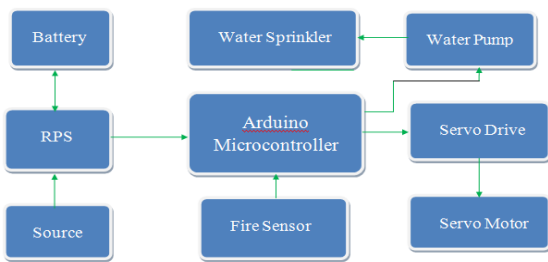 Battery
Water Sprinkler
Water Pump
RPS
Arduino
Microcontroller
Servo Drive
Source
Fire Sensor
Servo Motor